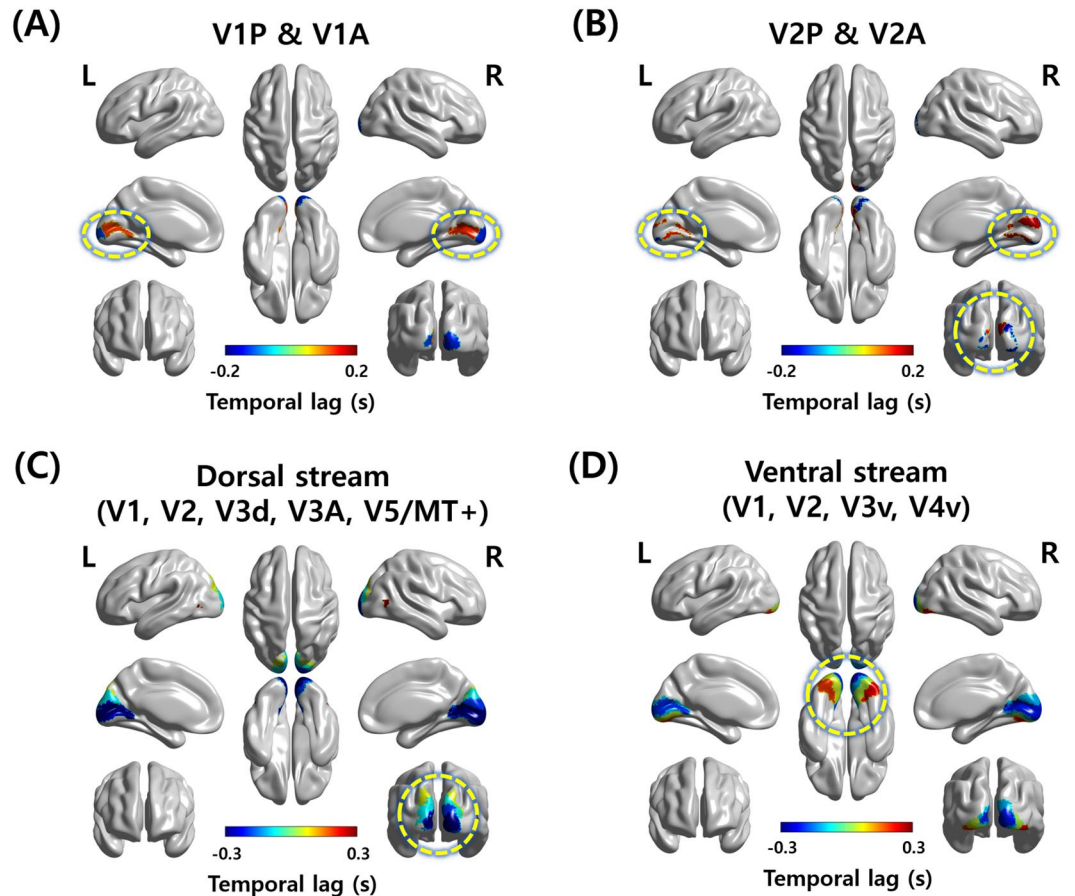 (A)
V1P & V1A
L
R
-0.2
0.2
Temporal lag (s)
(B)
V2P & V2A
L
R
-0.2
0.2
Temporal lag (s)
(C)
Dorsal stream
(V1, V2, V3d, V3A, V5/MT+)
L
R
-0.3
0.3
Temporal lag (s)
(D)
Ventral stream
(V1, V2, V3v, V4v)
L
R
-0.3
0.3
Temporal lag (s)